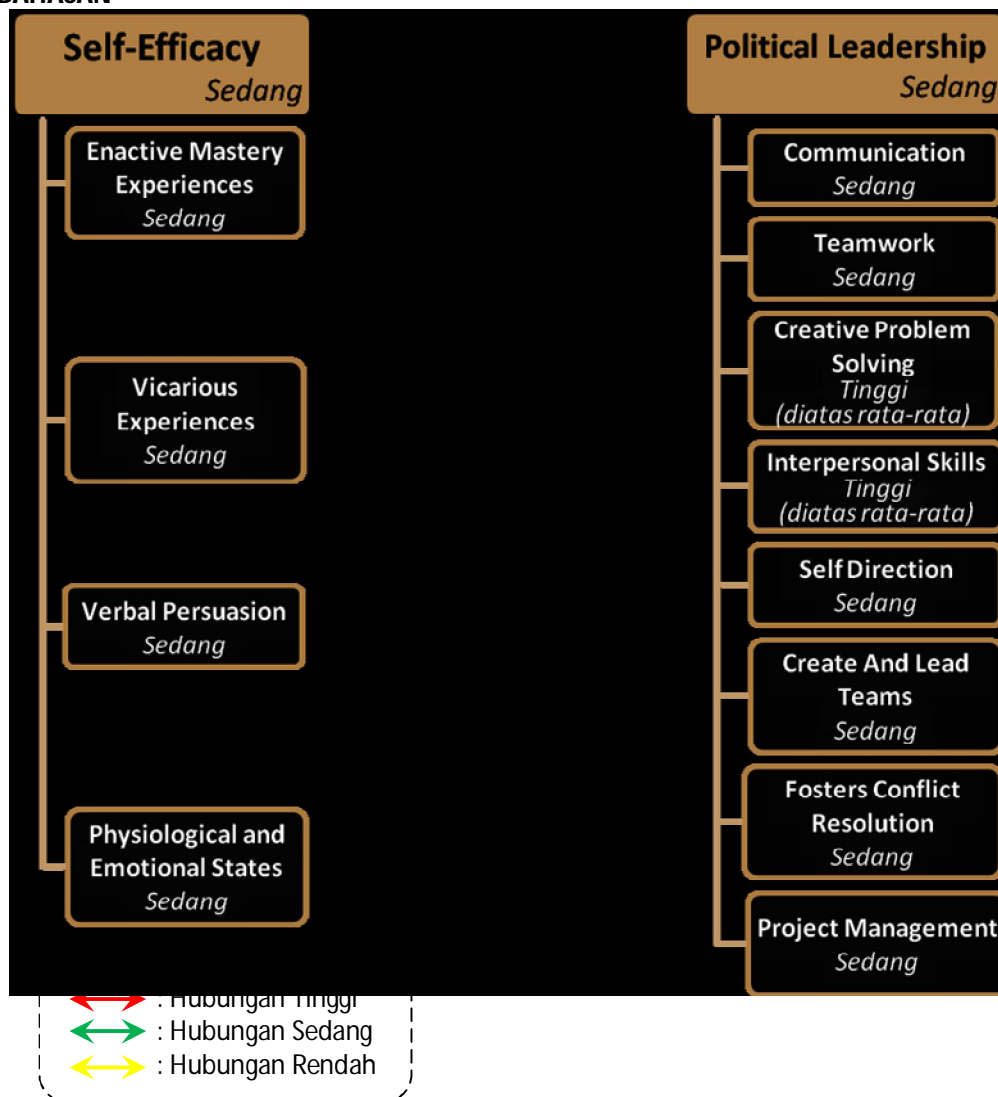 Self-Efficacy
Sedang
Enactive Mastery
Experiences
Sedang
Vicarious
Experiences
Sedang
Verbal Persuasion
Sedang
Physiological and
Emotional States
Sedang
Political Leadership
Sedang
Communication
Sedang
Teamwork
Sedang
Creative Problem
Solving
Tinggi
(diatas rata-rata)
Interpersonal Skills
Tinggi
(diatas rata-rata)
Self Direction
Sedang
Create And Lead
Teams
Sedang
Fosters Conflict
Resolution
Sedang
Project Management
Sedang
: Hubungan Tinggi
: Hubungan Sedang
: Hubungan Rendah